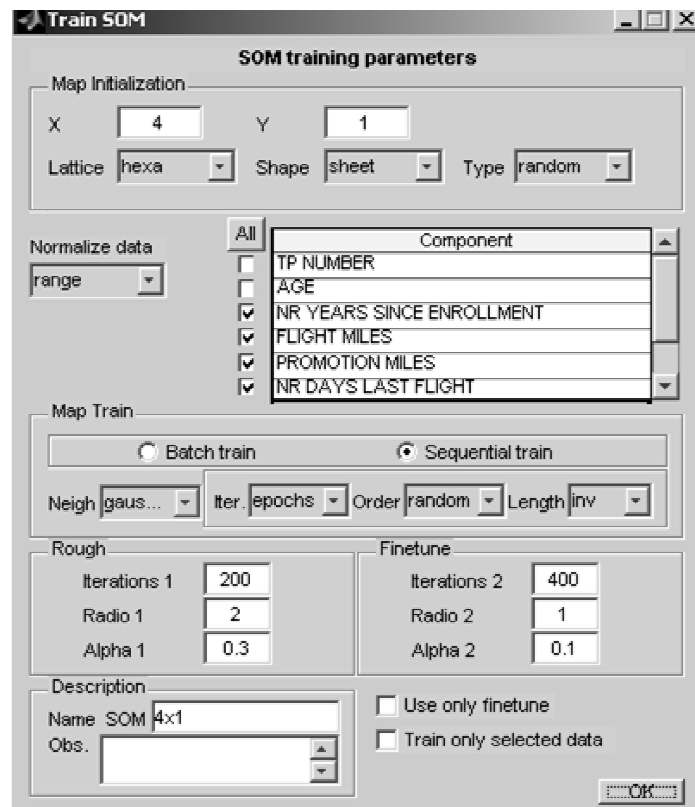 Train SOM
SOM training parameters
Map Initialization
X 4 Y 1
Lattice hexa Shape sheet Type random
Normalize data
range
All
Component
TP NUMBER
AGE
NR YEARS SINCE ENROLLMENT
FLIGHT MILES
PROMOTION MILES
NR DAYS LAST FLIGHT
Map Train
Batch train Sequential train
Neigh gaus... Iter. epochs Order random Length inv
Rough
Iterations 1 200
Radio 1 2
Alpha 1 0.3
Finetune
Iterations 2 400
Radio 2 1
Alpha 2 0.1
Description
Name SOM 4x1
Obs.
Use only finetune
Train only selected data
OK